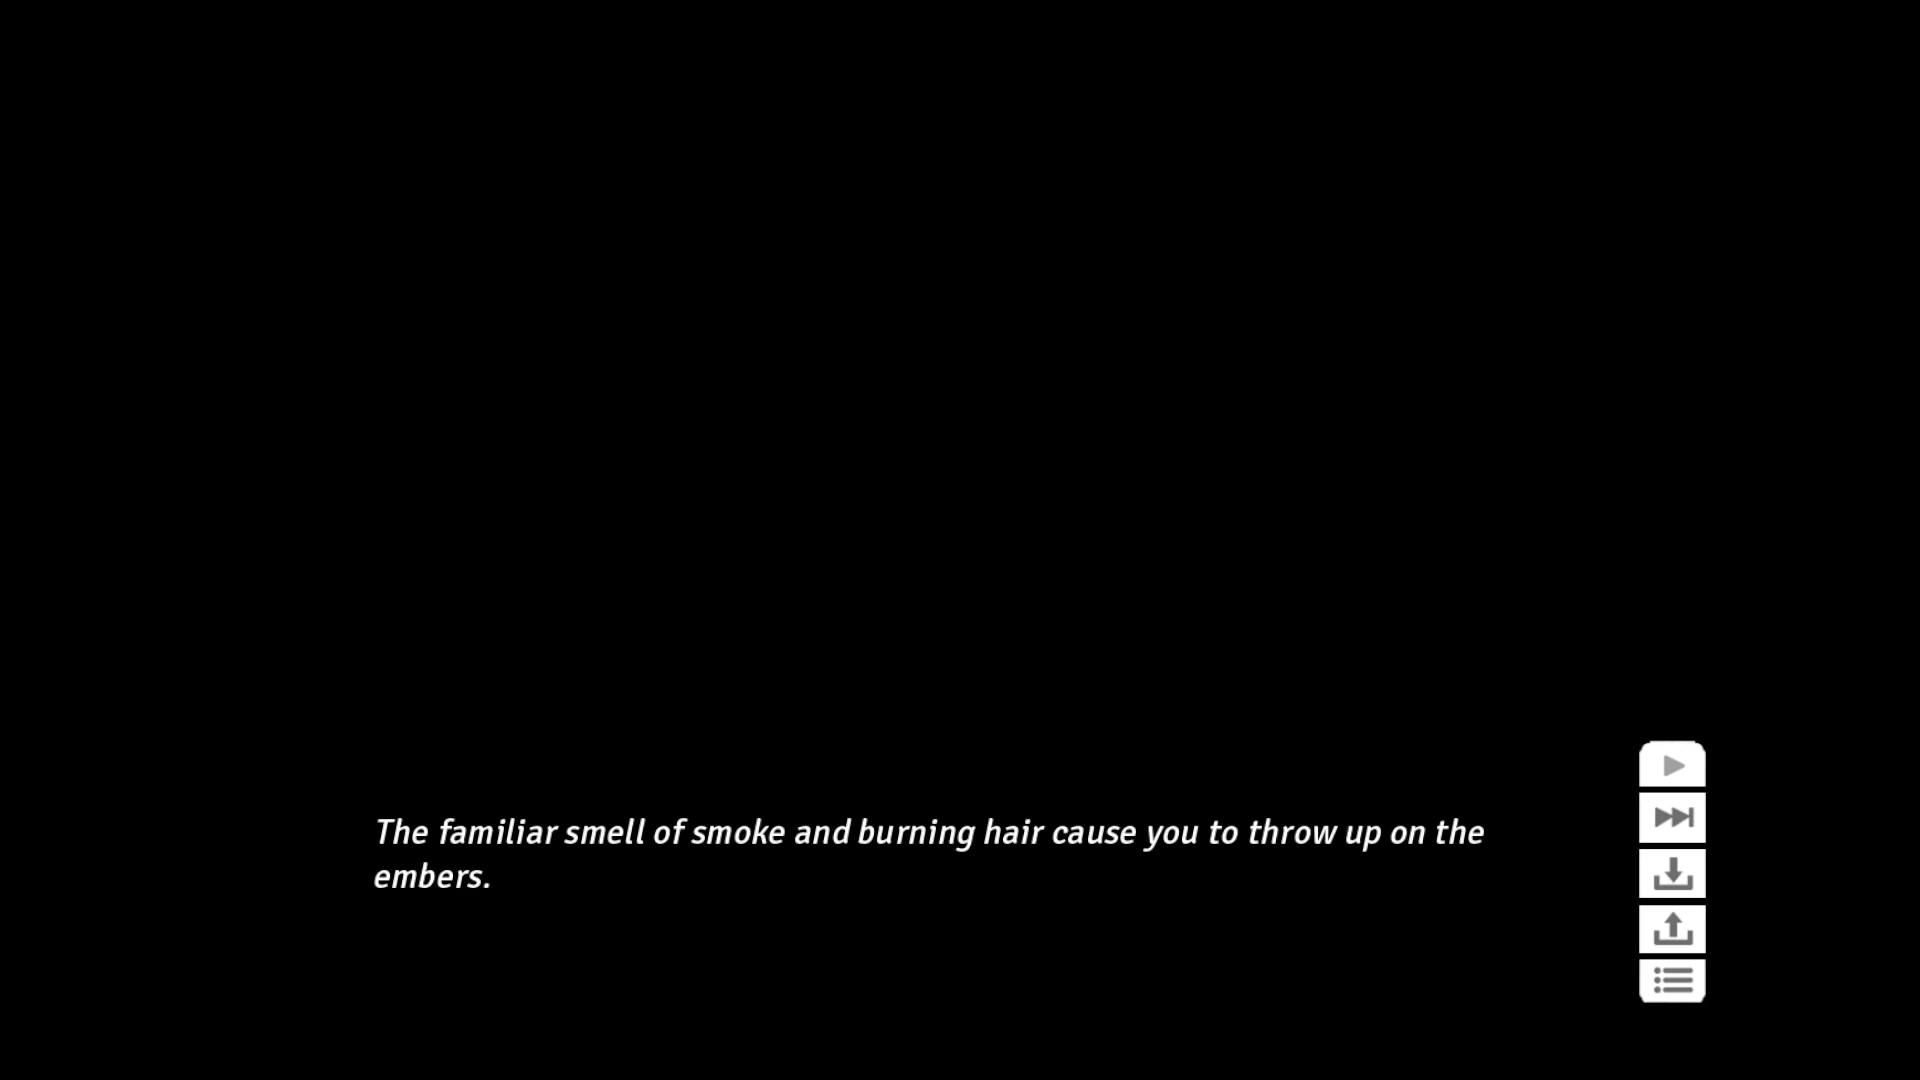 The familiar smell of smoke and burning hair cause you to throw up on the
embers.